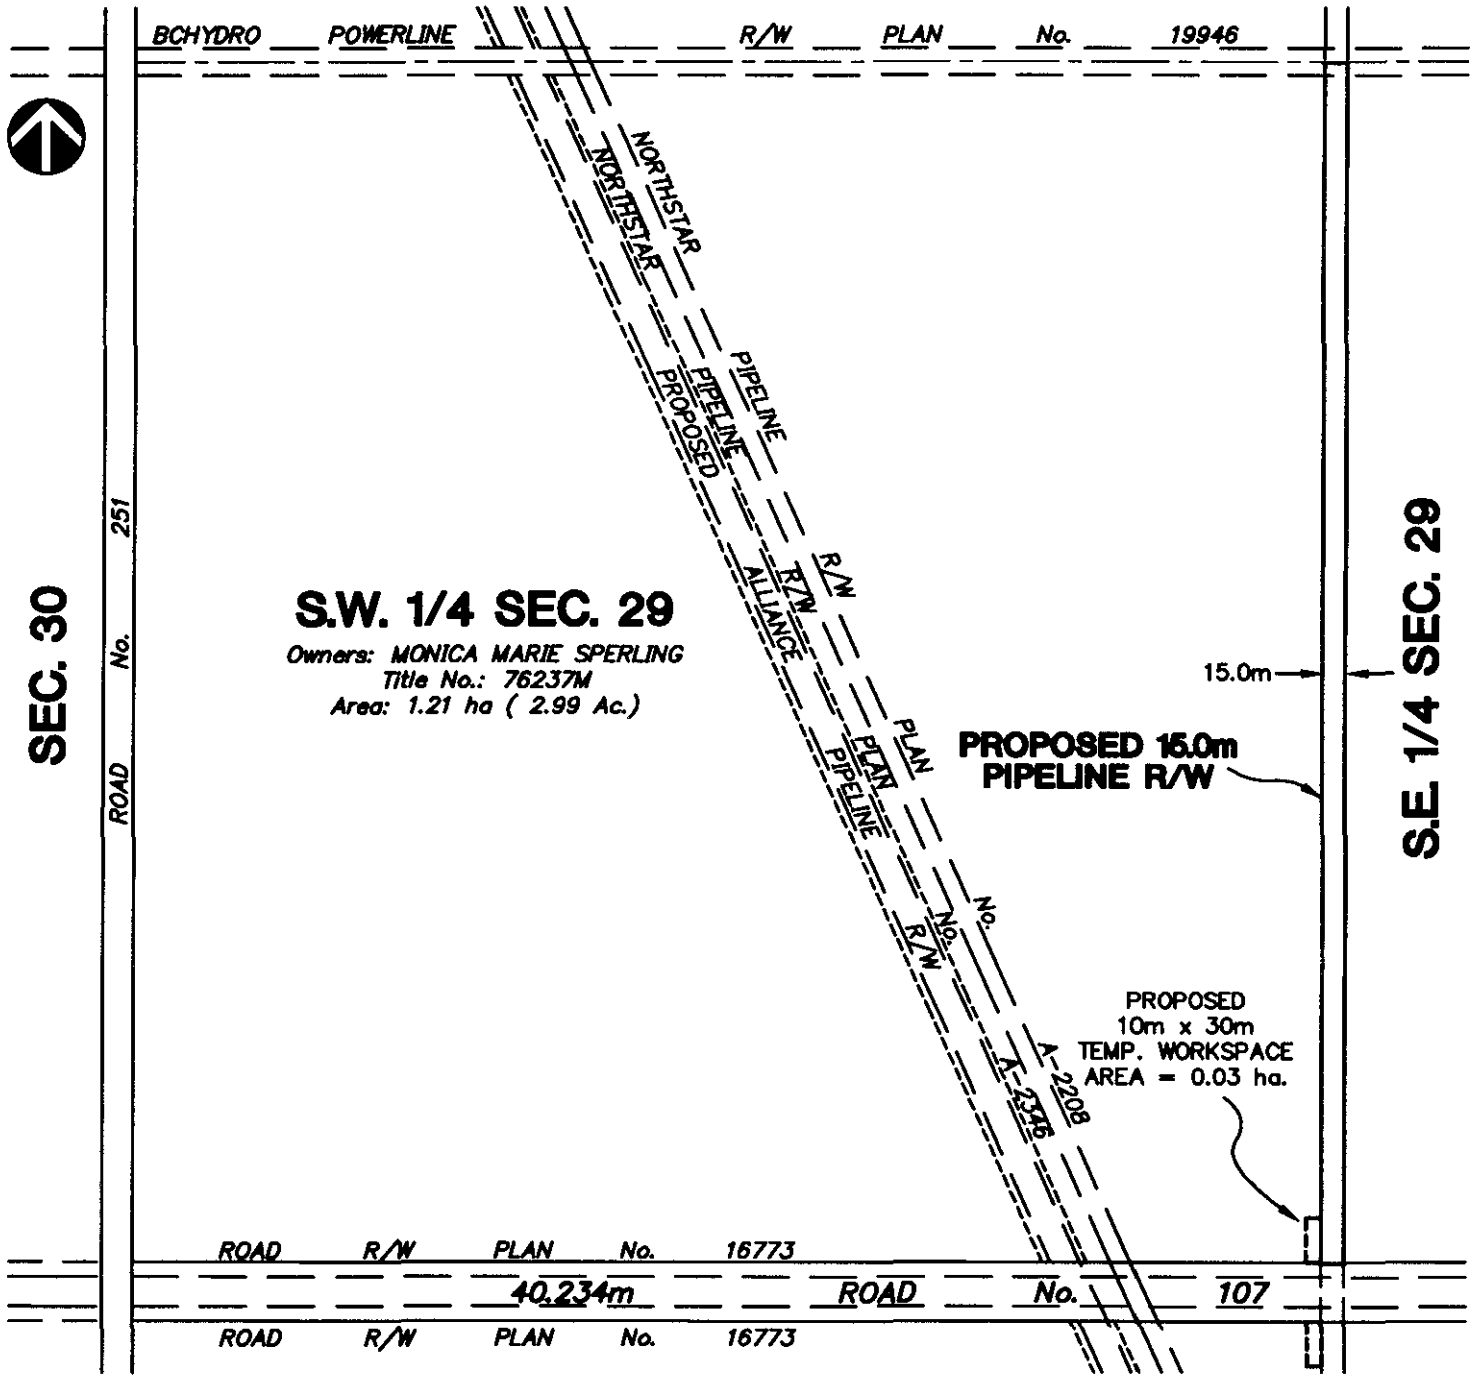 BCHYDRO POWERLINE R/W PLAN No. 19946
NORTHSTAR PIPELINE R/W PLAN No. A-2208
NORTHSTAR PIPELINE R/W PLAN No. A-2346
PROPOSED ALLIANCE PIPELINE R/W
ROAD No. 251
SEC. 30
S.W. 1/4 SEC. 29
Owners: MONICA MARIE SPERLING
Title No.: 76237M
Area: 1.21 ha ( 2.99 Ac.)
15.0m
PROPOSED 15.0m
PIPELINE R/W
S.E. 1/4 SEC. 29
PROPOSED
10m x 30m
TEMP. WORKSPACE
AREA = 0.03 ha.
ROAD R/W PLAN No. 16773
40.234m ROAD No. 107
ROAD R/W PLAN No. 16773